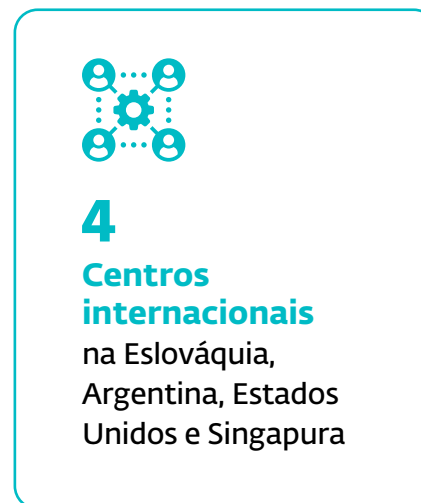 4
Centros
internacionais
na Eslováquia,
Argentina, Estados
Unidos e Singapura